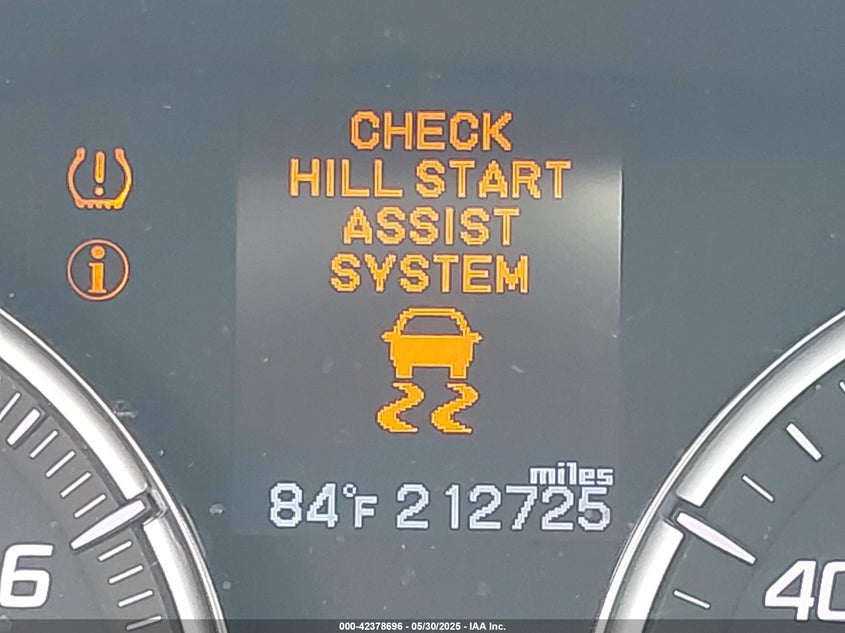 CHECK
HILL START
ASSIST
SYSTEM
miles
84°F 212725
6
40
000-42378696 - 05/30/2025 - IAA Inc.